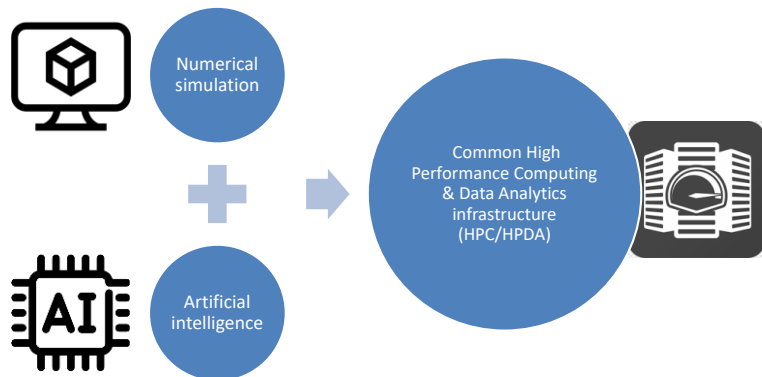 Numerical
simulation
Common High
Performance Computing
& Data Analytics
infrastructure
(HPC/HPDA)
AI
Artificial
intelligence